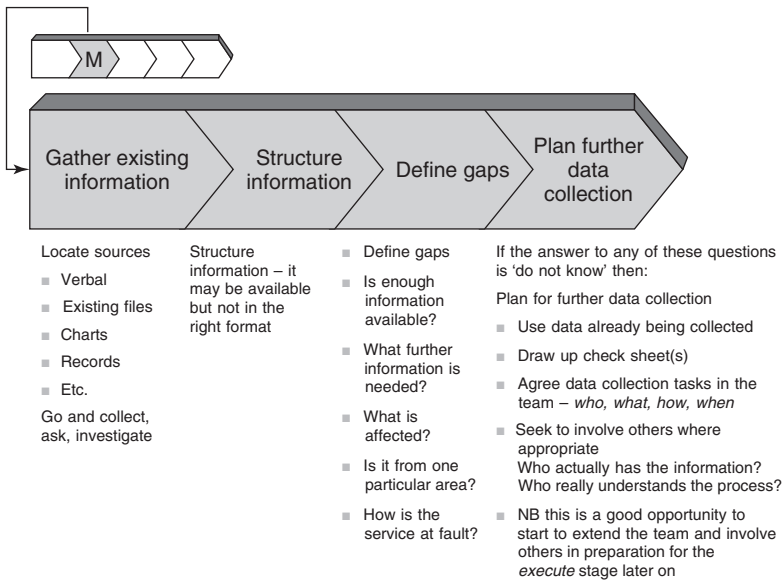 M
Gather existing
information
Structure
information
Define gaps
Plan further
data
collection
Locate sources
■ Verbal
■ Existing files
■ Charts
■ Records
■ Etc.
Go and collect,
ask, investigate
Structure
information – it
may be available
but not in the
right format
■ Define gaps
■ Is enough
information
available?
■ What further
information is
needed?
■ What is
affected?
■ Is it from one
particular area?
■ How is the
service at fault?
If the answer to any of these questions
is ‘do not know’ then:
Plan for further data collection
■ Use data already being collected
■ Draw up check sheet(s)
■ Agree data collection tasks in the
team – who, what, how, when
■ Seek to involve others where
appropriate
Who actually has the information?
Who really understands the process?
■ NB this is a good opportunity to
start to extend the team and involve
others in preparation for the
execute stage later on